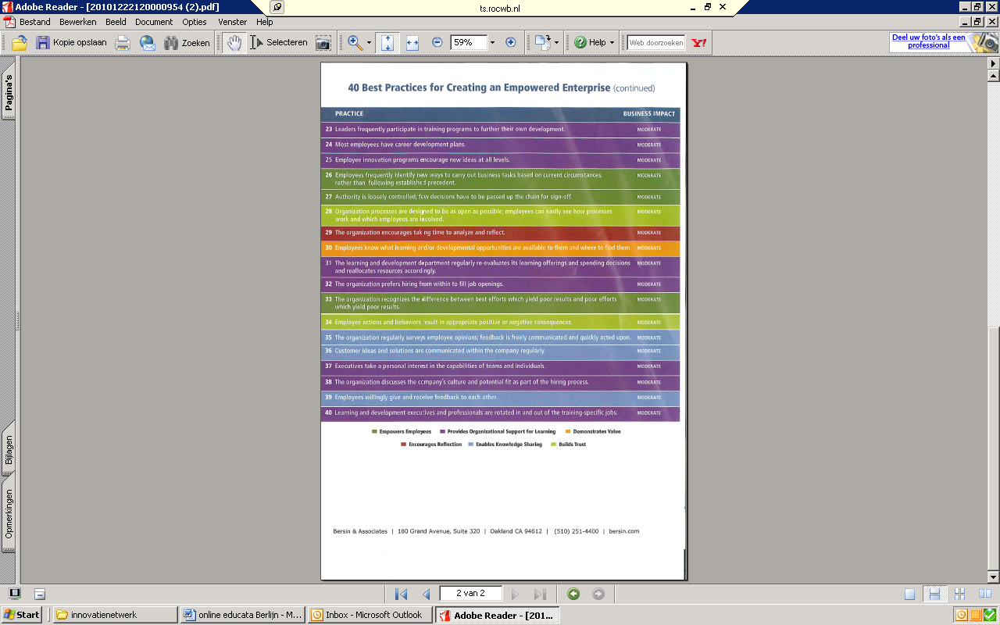 Adobe Reader - [20101222120000954 (2).pdf]
ts.rocwb.nl
Bestand Bewerken Beeld Document Opties Venster Help
Kopie opslaan Zoeken Selecteren 59% Help Web doorzoeken Y!
Deel uw foto's als een
professional
Pagina's
Bijlagen
Opmerkingen
40 Best Practices for Creating an Empowered Enterprise (continued)
PRACTICE BUSINESS IMPACT
23 Leaders frequently participate in training programs to further their own development. MODERATE
24 Most employees have career development plans. MODERATE
25 Employee innovation programs encourage new ideas at all levels. MODERATE
26 Employees frequently identify new ways to carry out business tasks based on current circumstances, MODERATE
rather than following established precedent.
27 Authority is loosely controlled; few decisions have to be passed up the chain for sign-off. MODERATE
28 Organization processes are designed to be as open as possible; employees can easily see how processes MODERATE
work and which employees are involved.
29 The organization encourages taking time to analyze and reflect. MODERATE
30 Employees know what learning and/or developmental opportunities are available to them and where to find them. MODERATE
31 The learning and development department regularly re-evaluates its learning offerings and spending decisions MODERATE
and reallocates resources accordingly.
32 The organization prefers hiring from within to fill job openings. MODERATE
33 The organization recognizes the difference between best efforts which yield poor results and poor efforts MODERATE
which yield poor results.
34 Employee actions and behaviors result in appropriate positive or negative consequences. MODERATE
35 The organization regularly surveys employee opinions; feedback is freely communicated and quickly acted upon. MODERATE
36 Customer ideas and solutions are communicated within the company regularly. MODERATE
37 Executives take a personal interest in the capabilities of teams and individuals. MODERATE
38 The organization discusses the company's culture and potential fit as part of the hiring process. MODERATE
39 Employees willingly give and receive feedback to each other. MODERATE
40 Learning and development executives and professionals are rotated in and out of the training-specific jobs. MODERATE
Empowers Employees Provides Organizational Support for Learning Demonstrates Value
Encourages Reflection Enables Knowledge Sharing Builds Trust
Bersin & Associates | 180 Grand Avenue, Suite 320 | Oakland CA 94612 | (510) 251-4400 | bersin.com
2 van 2
Start innovatienetwerk online educata Berlijn - M... Inbox - Microsoft Outlook Adobe Reader - [201...